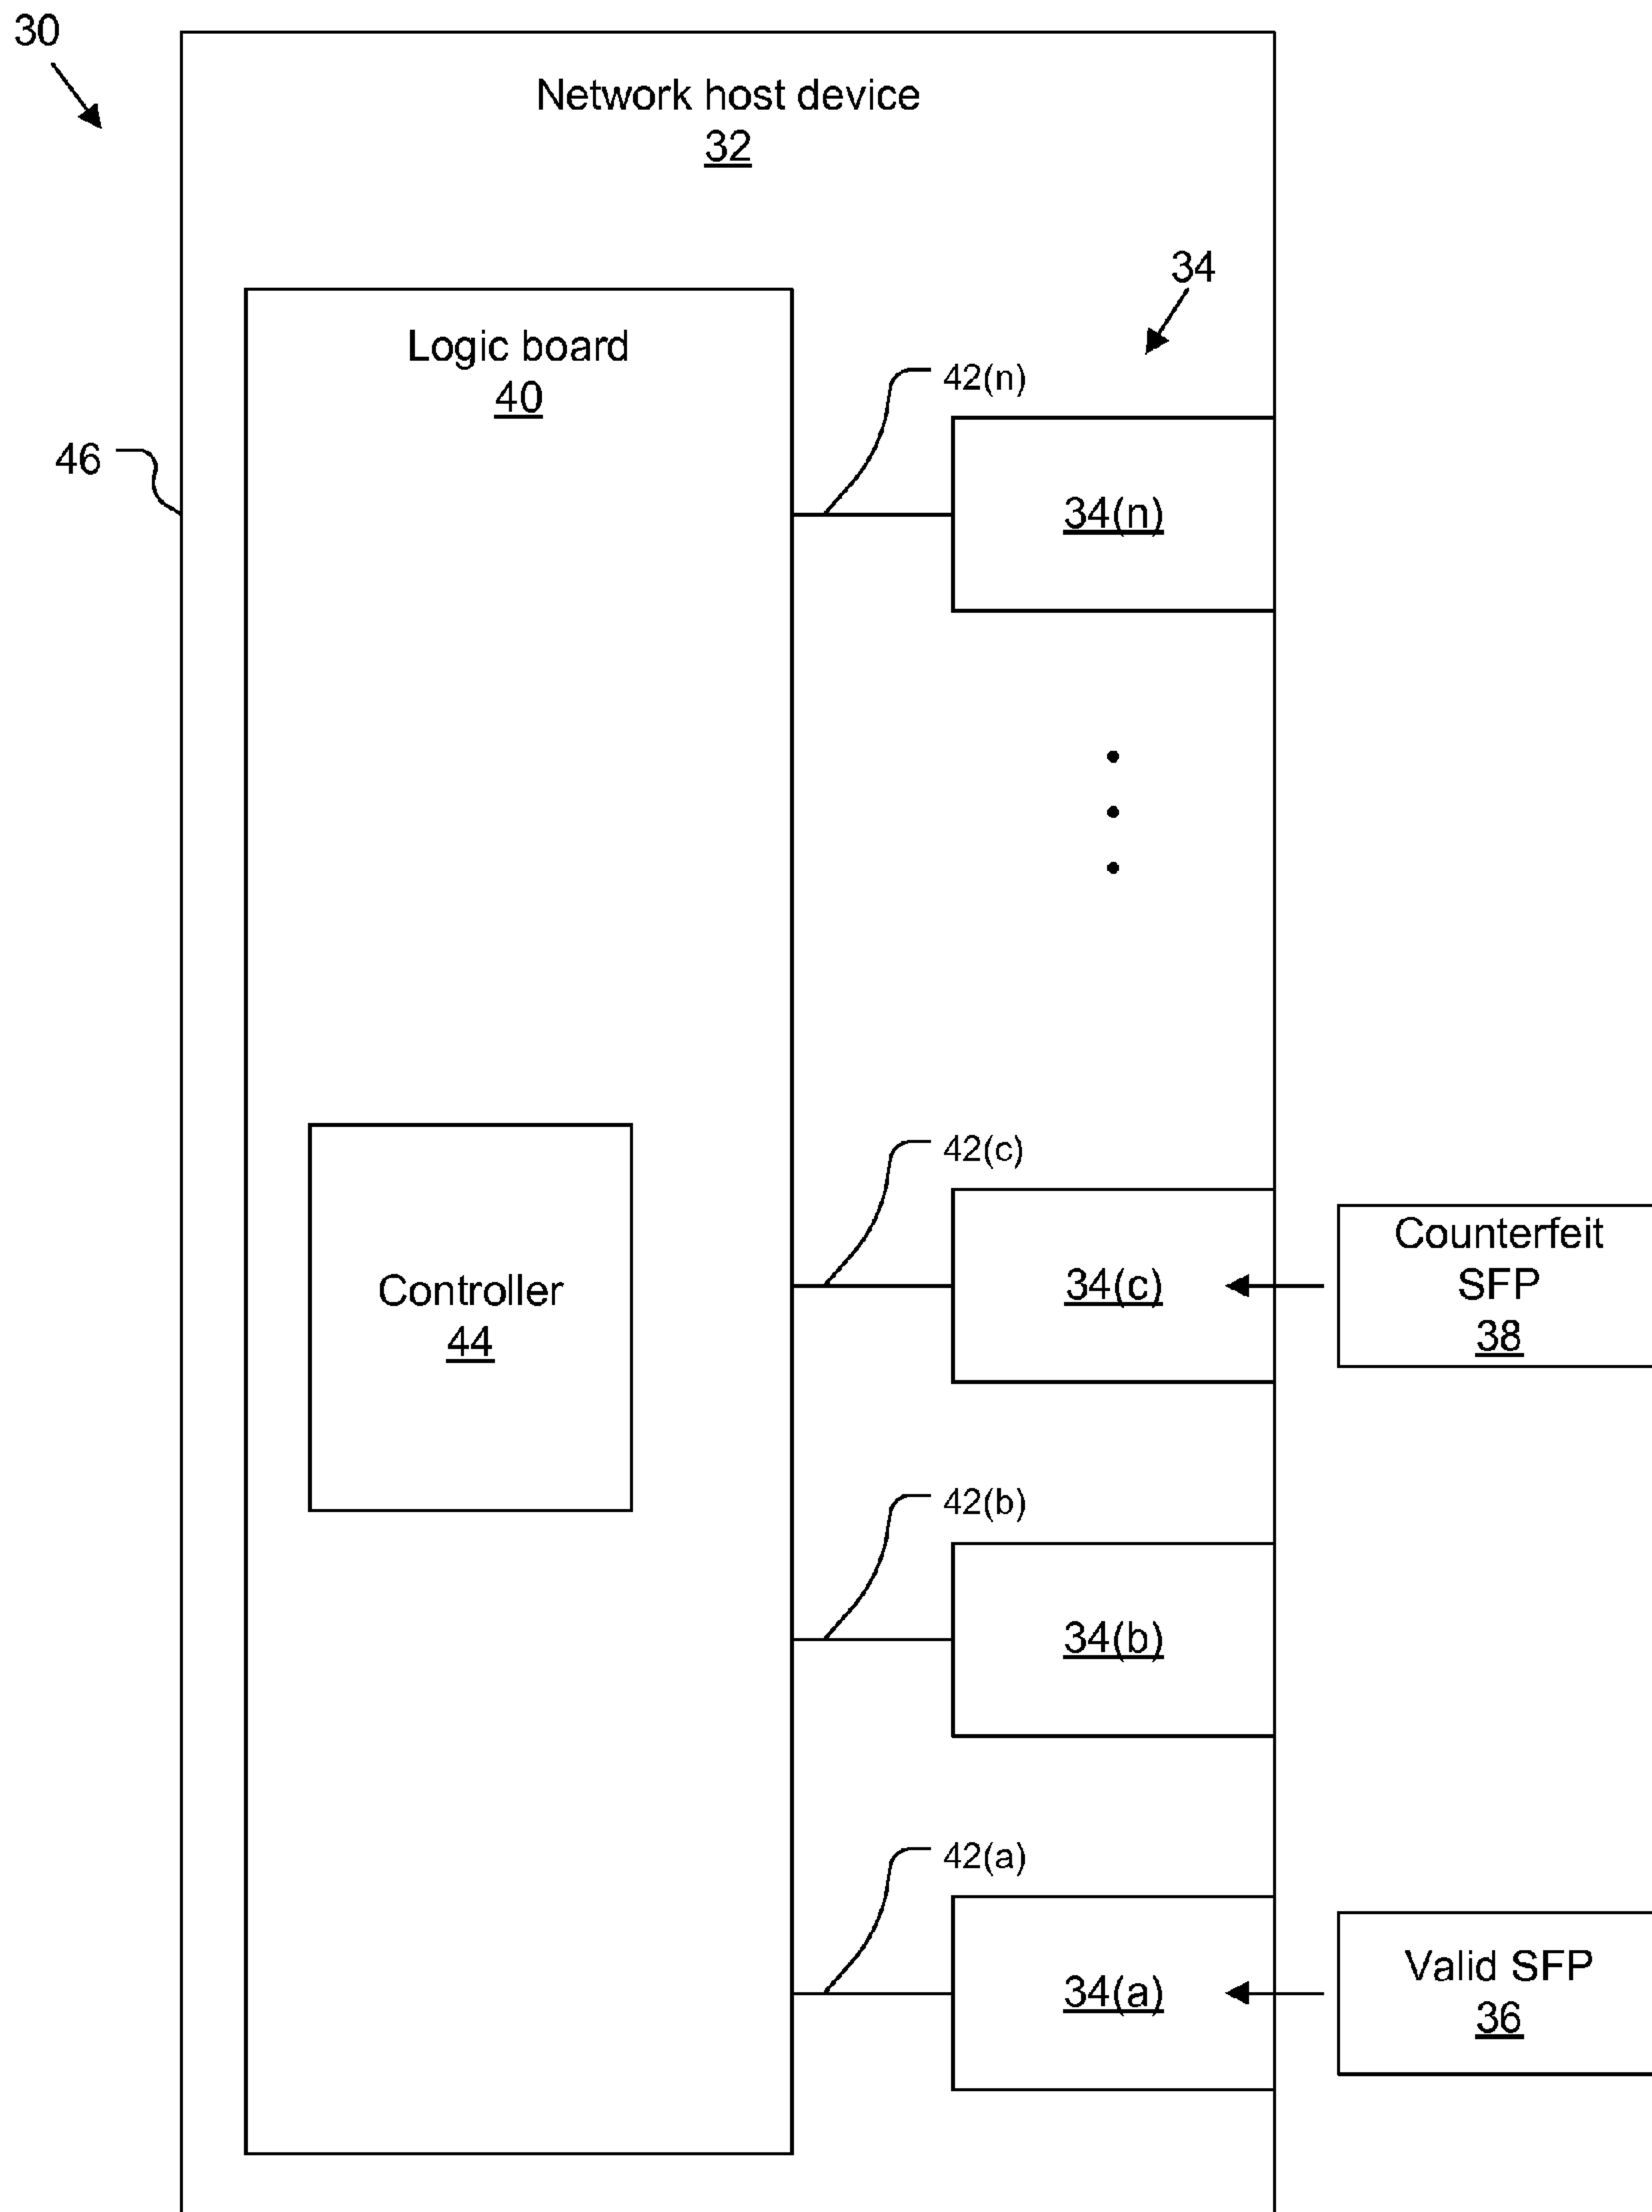 30
Network host device
32
34
Logic board
40
42(n)
46
34(n)
42(c)
Counterfeit
SFP
38
34(c)
Controller
44
42(b)
34(b)
42(a)
34(a)
Valid SFP
36